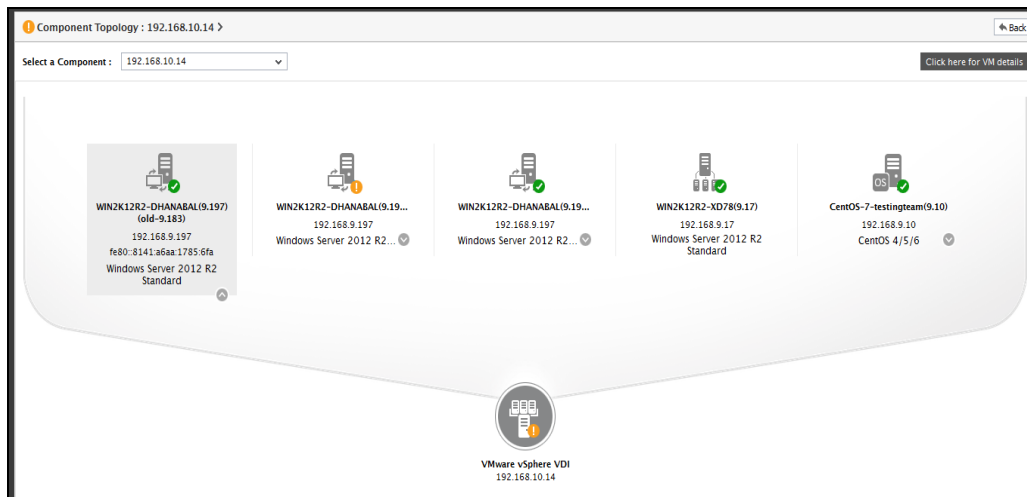 Component Topology : 192.168.10.14 >
Back
Select a Component :
192.168.10.14
Click here for VM details
WIN2K12R2-DHANABAL(9.197)
(old-9.183)
192.168.9.197
fe80::8141:a6aa:1785:6fa
Windows Server 2012 R2
Standard
WIN2K12R2-DHANABAL(9.19...
192.168.9.197
Windows Server 2012 R2...
WIN2K12R2-DHANABAL(9.19...
192.168.9.197
Windows Server 2012 R2...
WIN2K12R2-XD78(9.17)
192.168.9.17
Windows Server 2012 R2
Standard
OS
CentOS-7-testingteam(9.10)
192.168.9.10
CentOS 4/5/6
VMware vSphere VDI
192.168.10.14